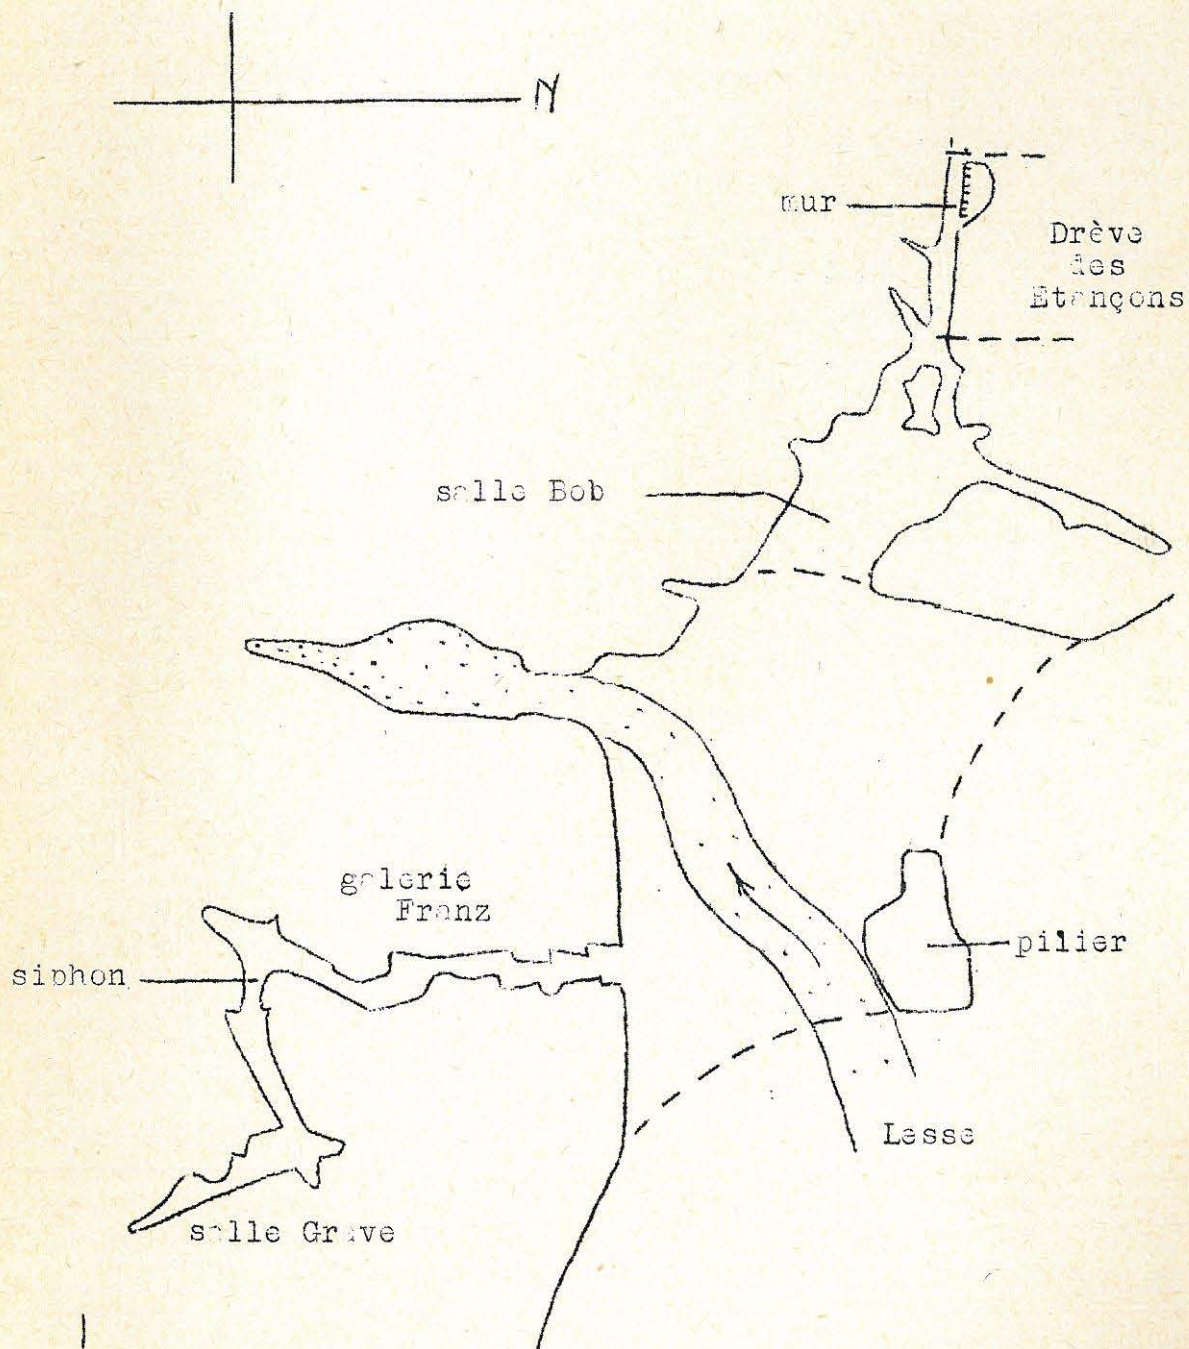 N
mur
Drève
des
Etançons
salle Bob
galerie
Franz
siphon
pilier
Lesse
salle Grave